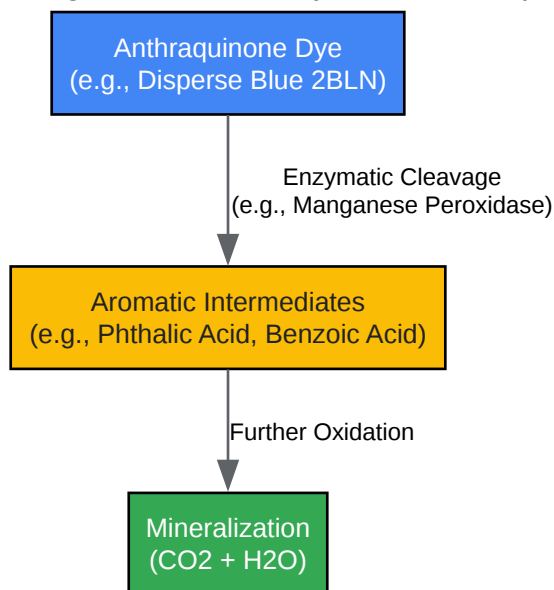 Anthraquinone Dye
(e.g., Disperse Blue 2BLN)
Enzymatic Cleavage
(e.g., Manganese Peroxidase)
Aromatic Intermediates
(e.g., Phthalic Acid, Benzoic Acid)
Further Oxidation
Mineralization
(CO2 + H2O)